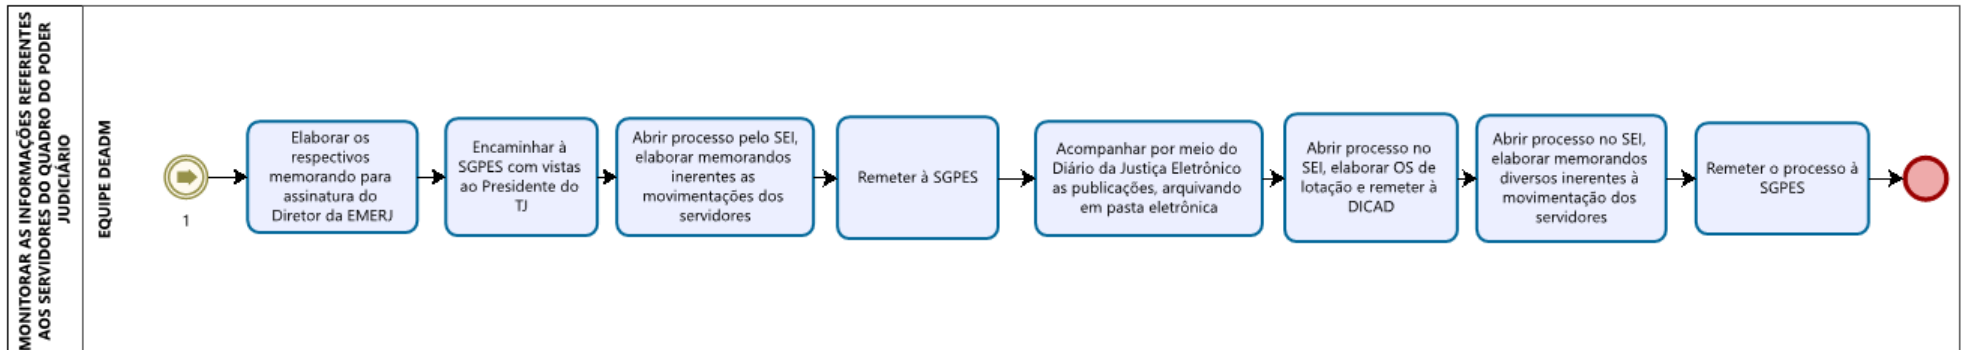 MONITORAR AS INFORMAÇÕES REFERENTES
AOS SERVIDORES DO QUADRO DO PODER
JUDICIÁRIO
EQUIPE DEADM
1
Elaborar os
respectivos
memorando para
assinatura do
Diretor da EMERJ
Encaminhar à
SGPES com vistas
ao Presidente do
TJ
Abrir processo pelo SEI,
elaborar memorandos
inerentes as
movimentações dos
servidores
Remeter à SGPES
Acompanhar por meio do
Diário da Justiça Eletrônico
as publicações, arquivando
em pasta eletrônica
Abrir processo no
SEI, elaborar OS de
lotação e remeter à
DICAD
Abrir processo no SEI,
elaborar memorandos
diversos inerentes à
movimentação dos
servidores
Remeter o processo à
SGPES